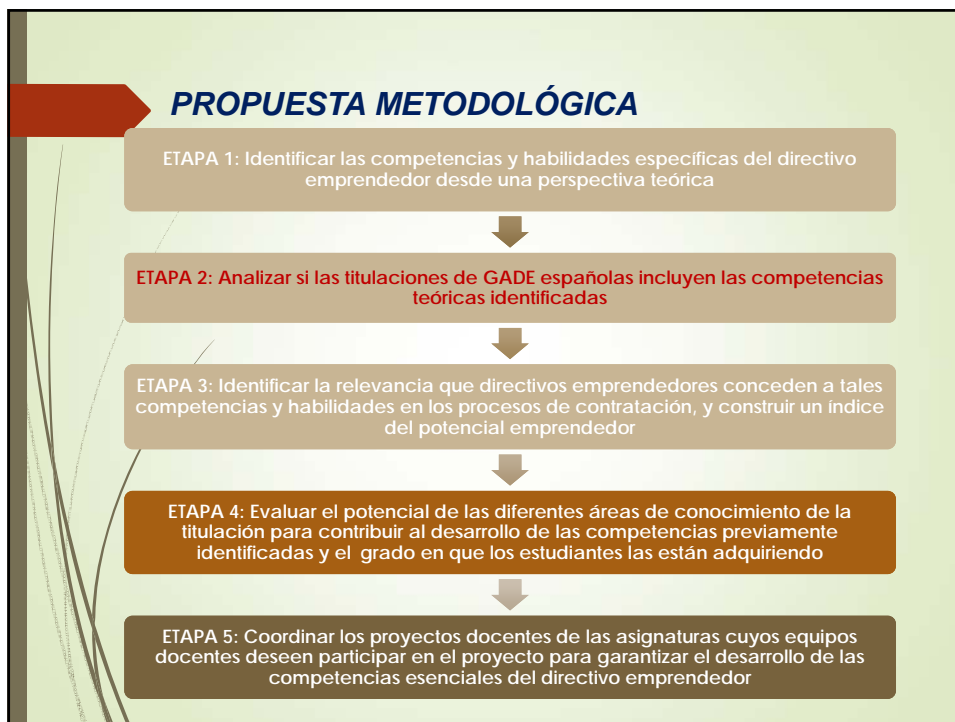 PROPUESTA METODOLÓGICA
ETAPA 1: Identificar las competencias y habilidades específicas del directivo
emprendedor desde una perspectiva teórica
ETAPA 2: Analizar si las titulaciones de GADE españolas incluyen las competencias
teóricas identificadas
ETAPA 3: Identificar la relevancia que directivos emprendedores conceden a tales
competencias y habilidades en los procesos de contratación, y construir un índice
del potencial emprendedor
ETAPA 4: Evaluar el potencial de las diferentes áreas de conocimiento de la
titulación para contribuir al desarrollo de las competencias previamente
identificadas y el grado en que los estudiantes las están adquiriendo
ETAPA 5: Coordinar los proyectos docentes de las asignaturas cuyos equipos
docentes deseen participar en el proyecto para garantizar el desarrollo de las
competencias esenciales del directivo emprendedor